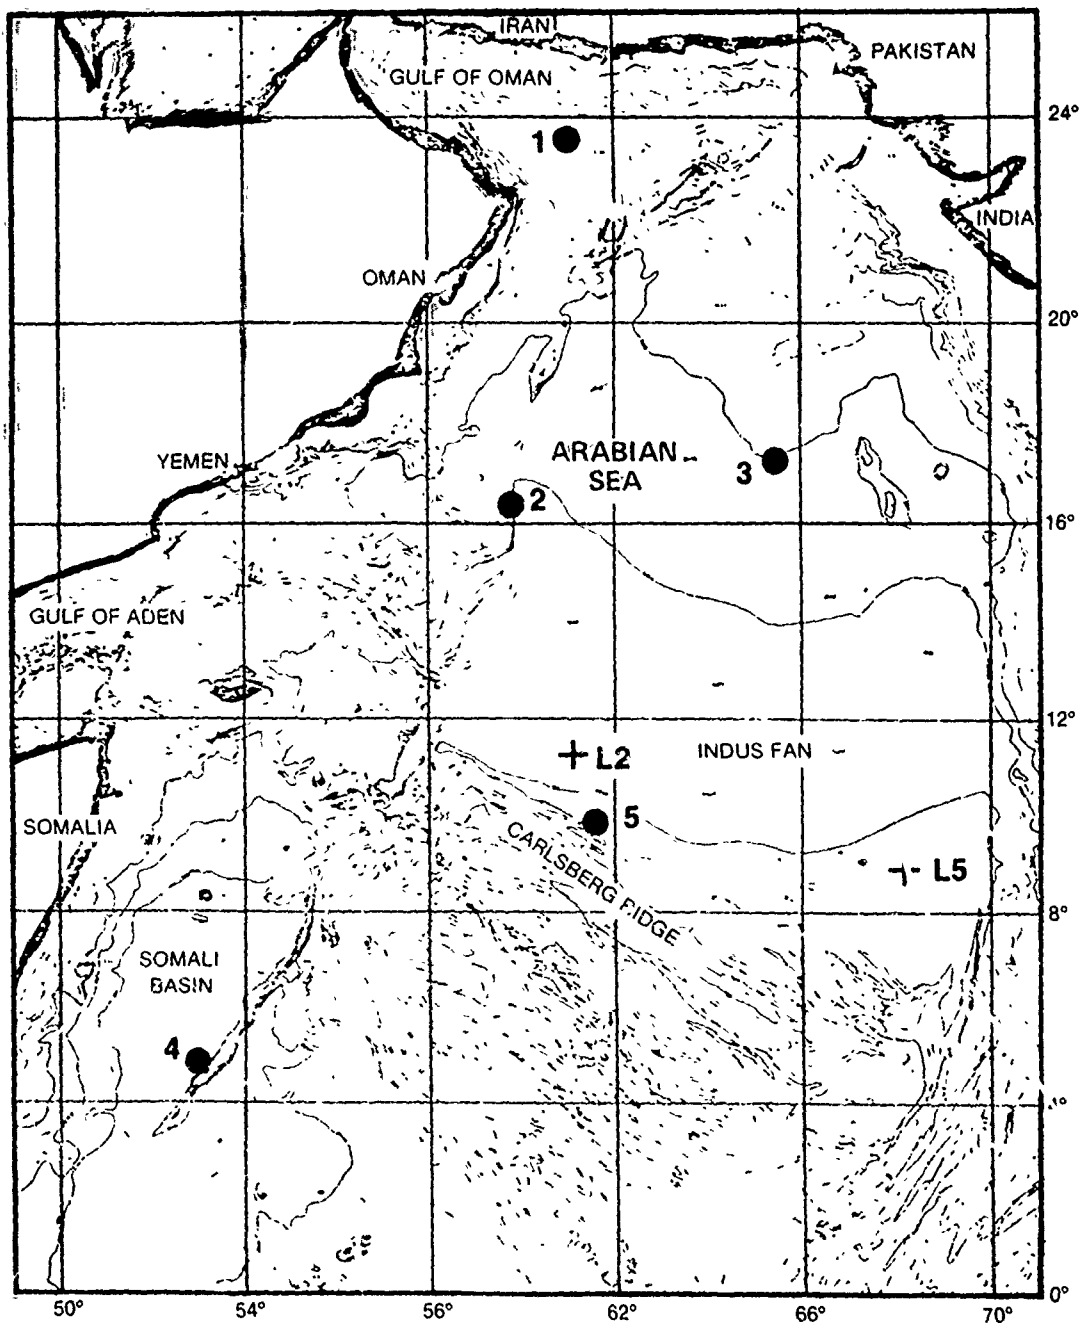 IRAN
PAKISTAN
GULF OF OMAN
24°
1
INDIA
OMAN
20°
ARABIAN
SEA
YEMEN
3
2
16°
GULF OF ADEN
12°
L2
INDUS FAN
5
SOMALIA
CARLSBERG RIDGE
L5
8°
SOMALI
BASIN
4
0°
50°
54°
56°
62°
66°
70°